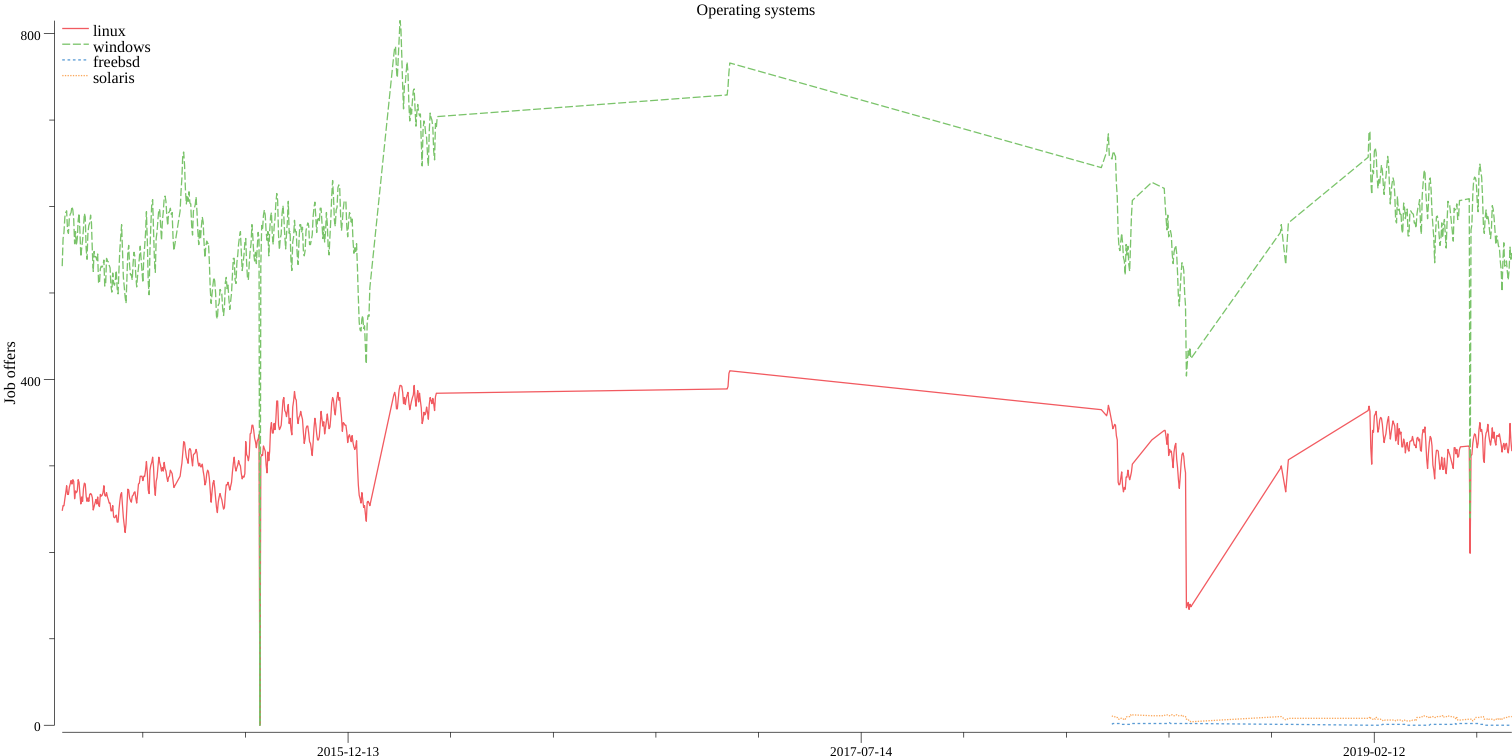 Operating systems
linux
windows
freebsd
solaris
800
400
0
Job offers
2015-12-13
2017-07-14
2019-02-12